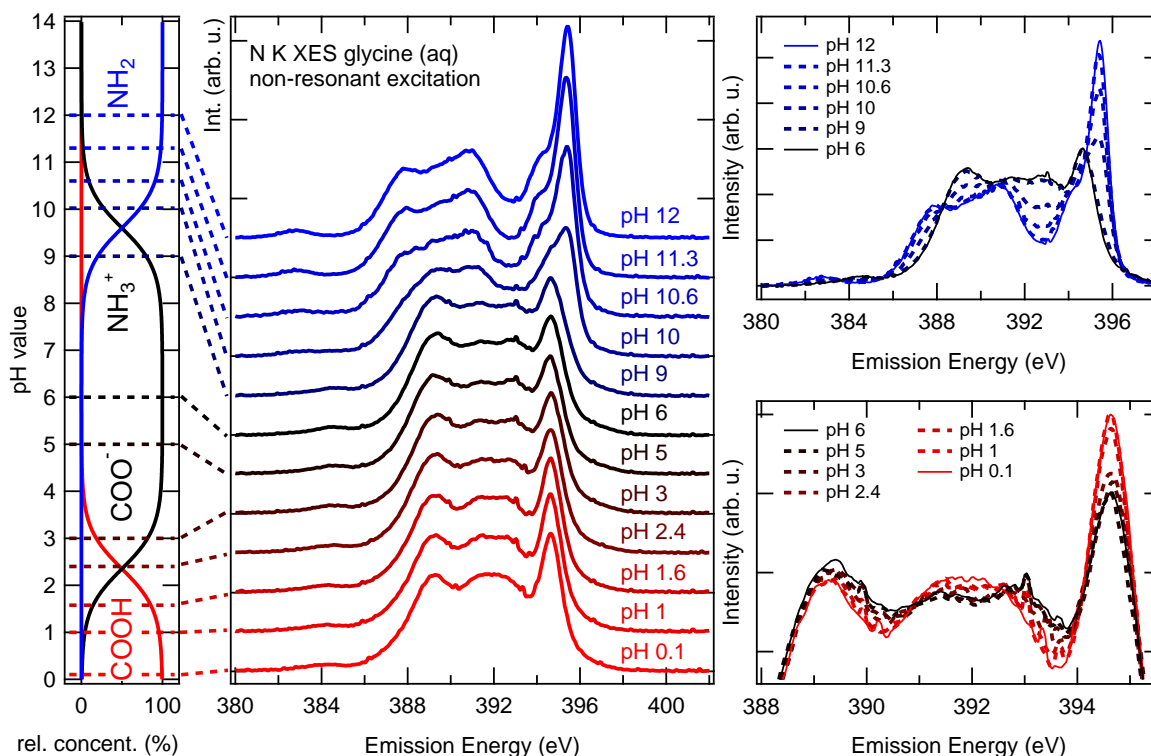 14
13
12
11
10
9
8
7
6
5
4
3
2
1
0
pH value
NH2
NH3+
COO-
COOH
0
100
rel. concent. (%)
Int. (arb. u.)
N K XES glycine (aq)
non-resonant excitation
pH 12
pH 11.3
pH 10.6
pH 10
pH 9
pH 6
pH 5
pH 3
pH 2.4
pH 1.6
pH 1
pH 0.1
380 384 388 392 396 400
Emission Energy (eV)
Intensity (arb. u.)
pH 12
pH 11.3
pH 10.6
pH 10
pH 9
pH 6
380 384 388 392 396
Emission Energy (eV)
Intensity (arb. u.)
pH 6
pH 5
pH 3
pH 2.4
pH 1.6
pH 1
pH 0.1
388 390 392 394
Emission Energy (eV)